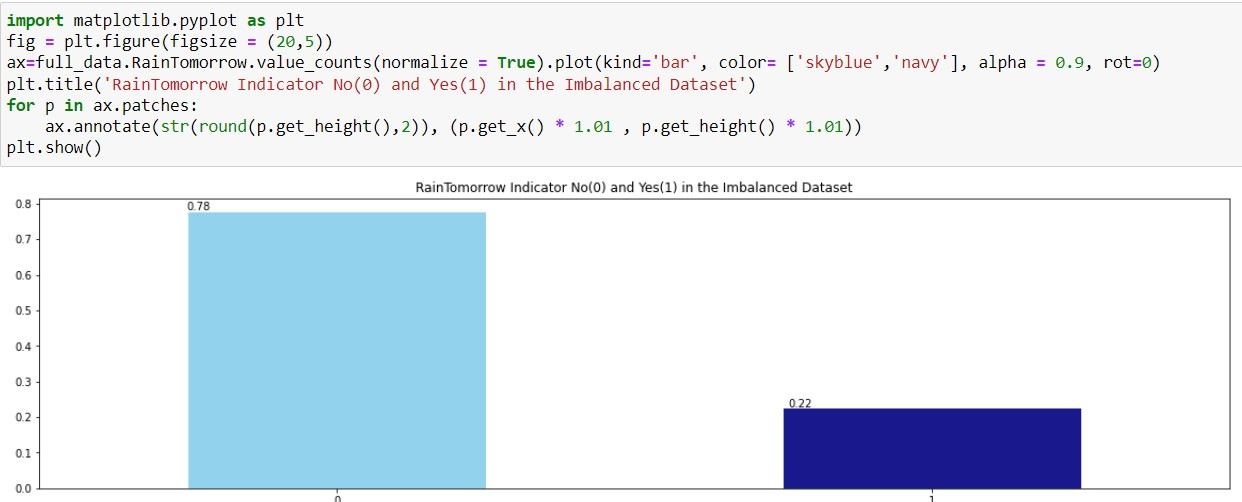 import matplotlib.pyplot as plt
fig = plt.figure(figsize = (20,5))
ax=full_data.RainTomorrow.value_counts(normalize = True).plot(kind='bar', color= ['skyblue','navy'], alpha = 0.9, rot=0)
plt.title('RainTomorrow Indicator No(0) and Yes(1) in the Imbalanced Dataset')
for p in ax.patches:
    ax.annotate(str(round(p.get_height(),2)), (p.get_x() * 1.01 , p.get_height() * 1.01))
plt.show()
RainTomorrow Indicator No(0) and Yes(1) in the Imbalanced Dataset
0.8
0.78
0.7
0.6
0.5
0.4
0.3
0.22
0.2
0.1
0.0
0 1